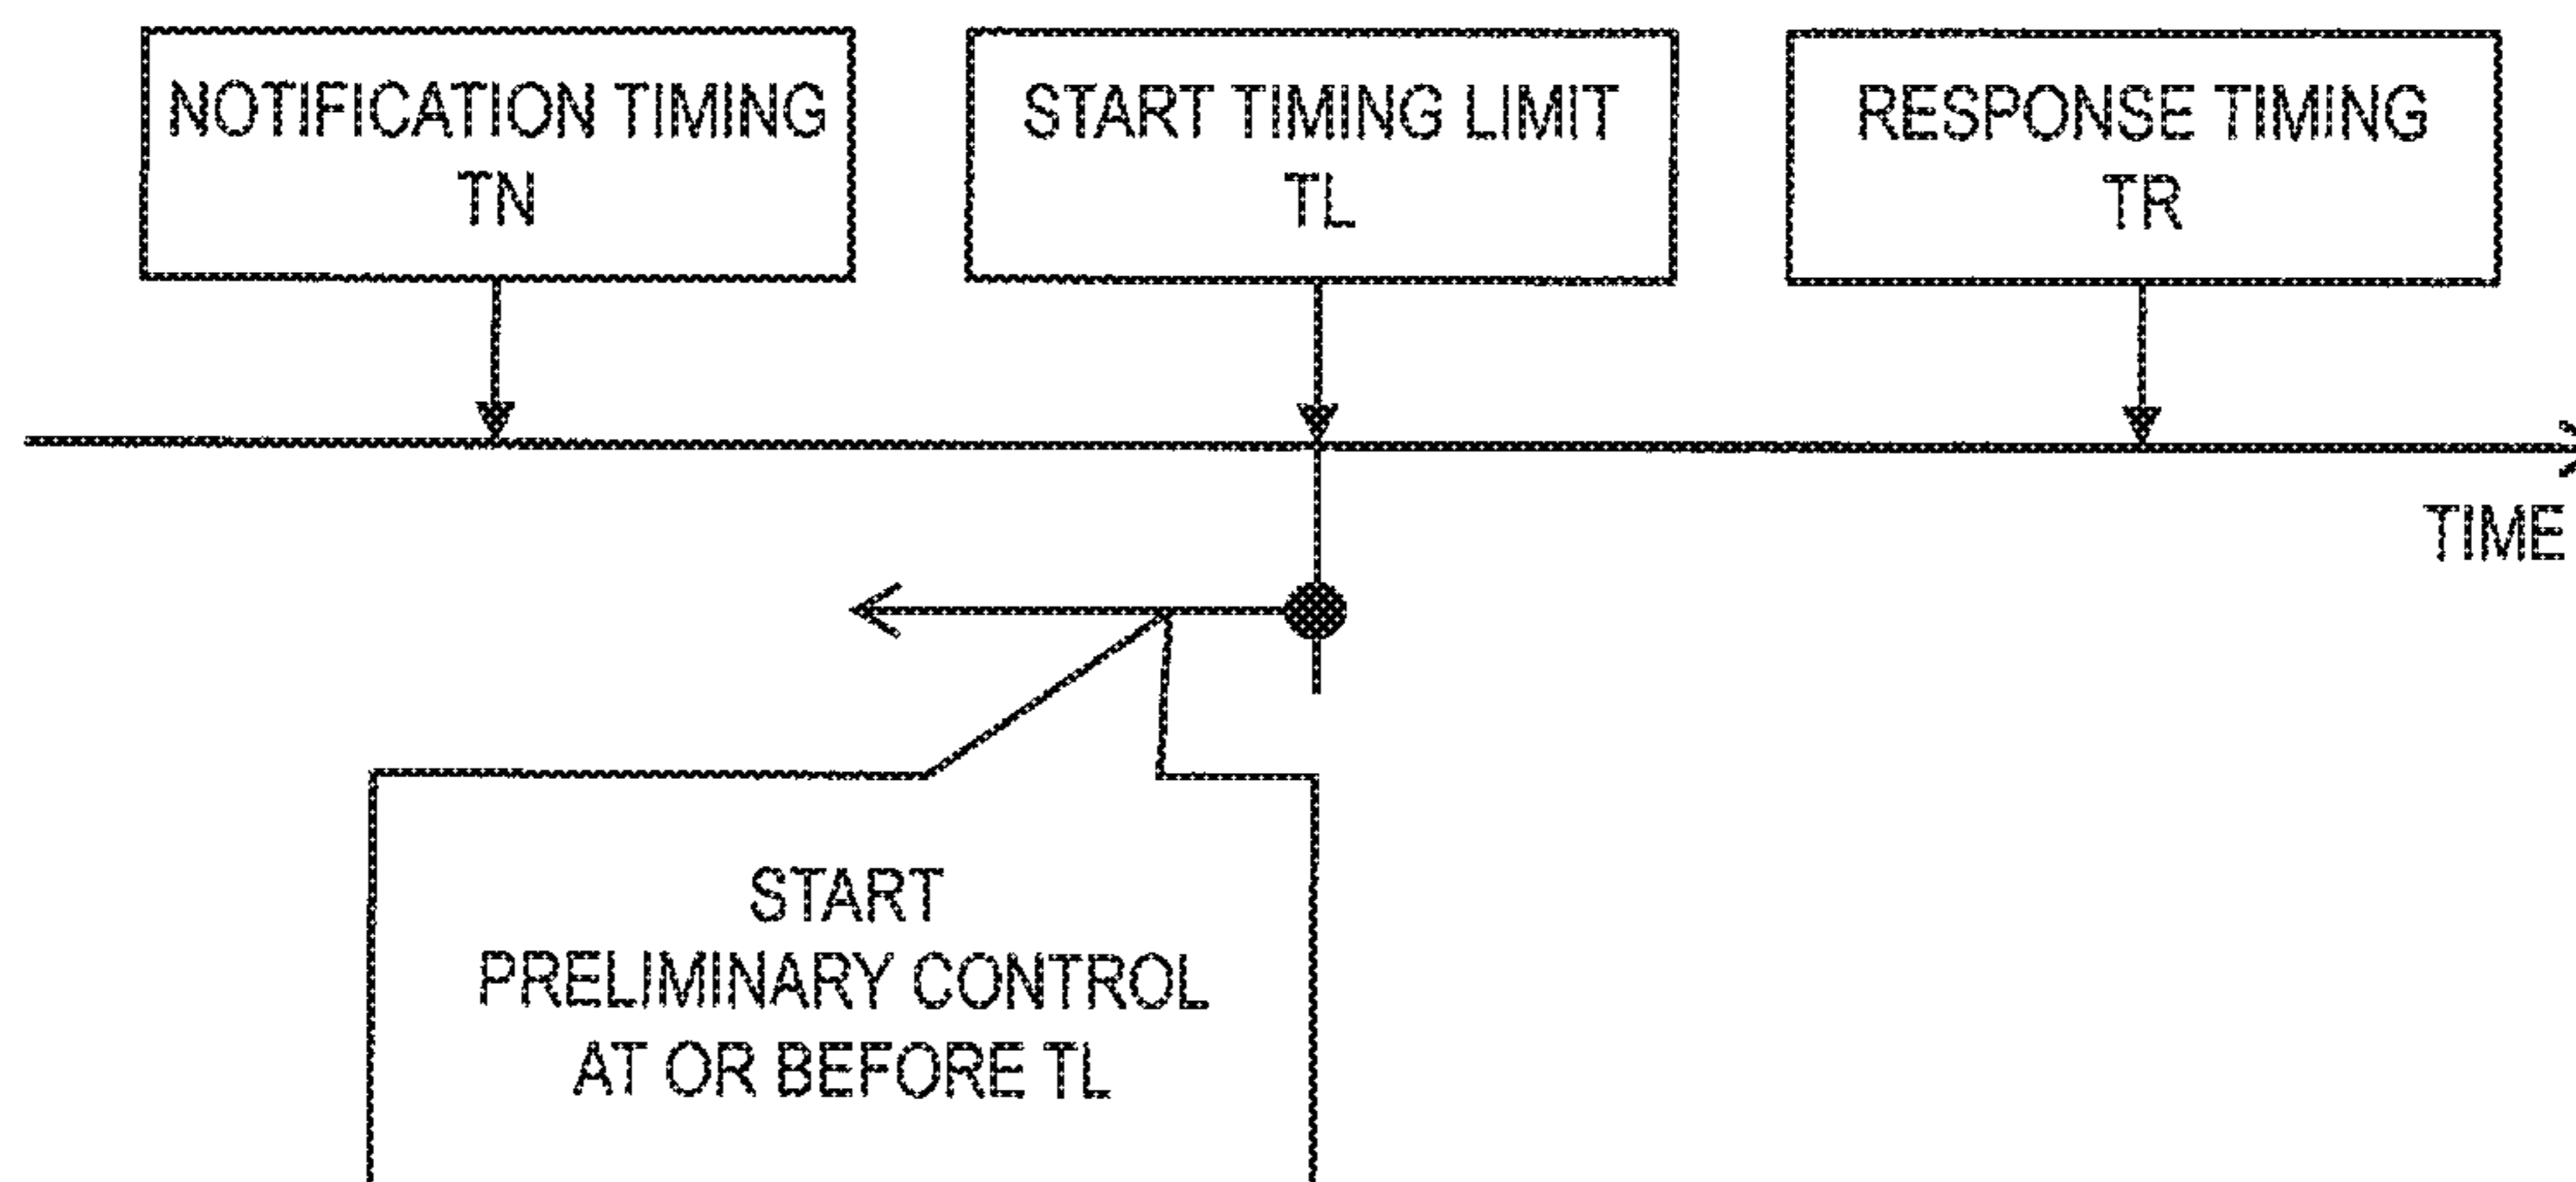 NOTIFICATION TIMING
TN
START TIMING LIMIT
TL
RESPONSE TIMING
TR
TIME
START
PRELIMINARY CONTROL
AT OR BEFORE TL